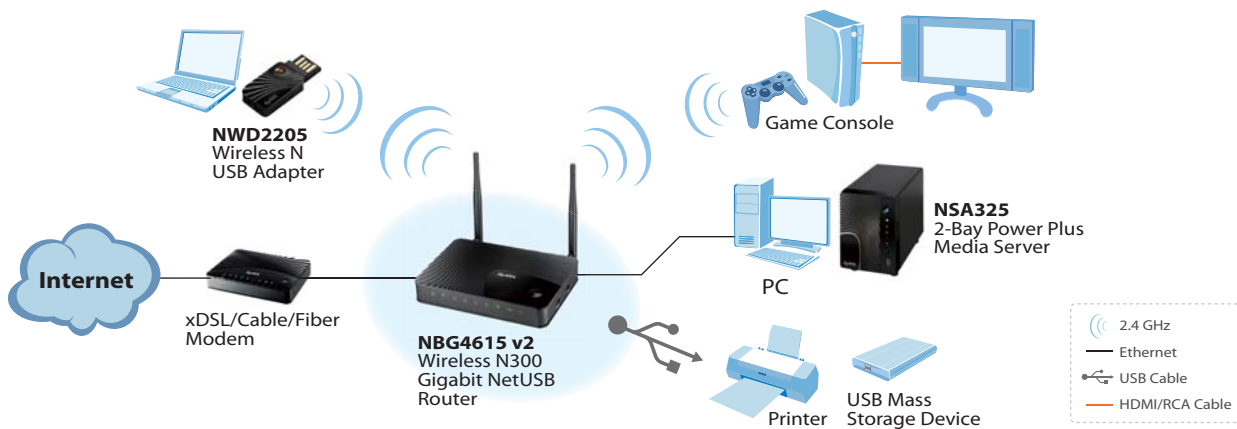 NWD2205
Wireless N
USB Adapter
Game Console
NSA325
2-Bay Power Plus
Media Server
Internet
PC
xDSL/Cable/Fiber
Modem
NBG4615 v2
Wireless N300
Gigabit NetUSB
Router
Printer
USB Mass
Storage Device
2.4 GHz
Ethernet
USB Cable
HDMI/RCA Cable